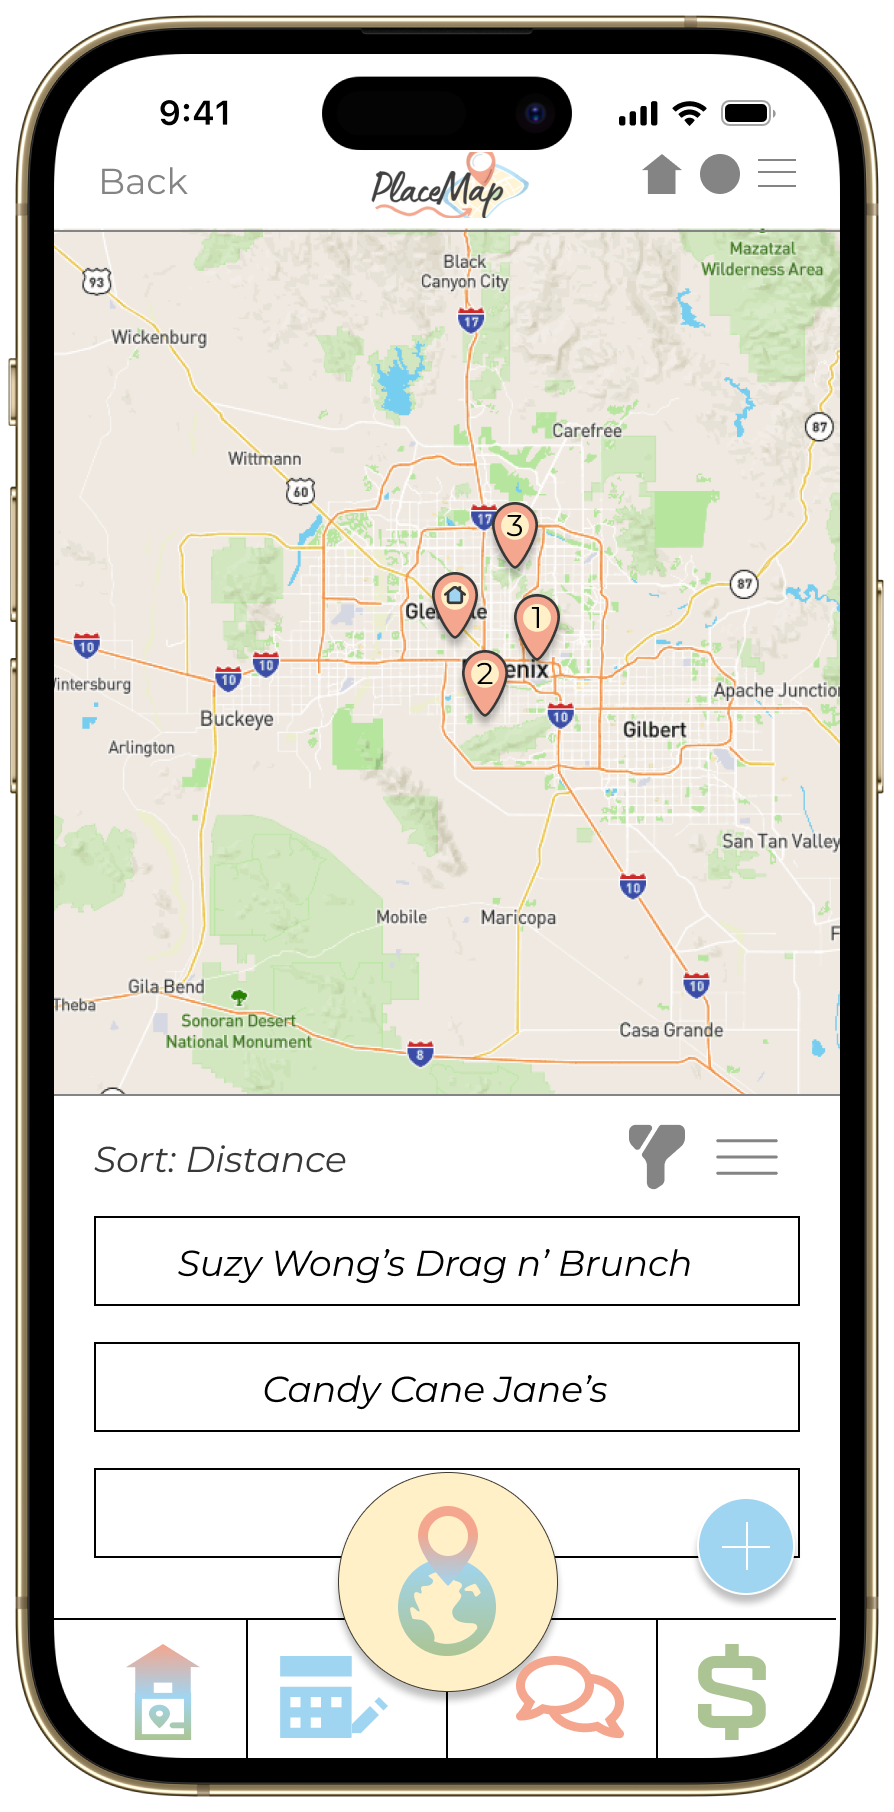 9:41
Back
PlaceMap
Mazatzal
Wilderness Area
Black
Canyon City
93
17
Wickenburg
87
Carefree
Wittmann
60
17
3
87
Gle
le
1
10
10
10
2
enix
intersburg
Apache Junction
10
Buckeye
Gilbert
Arlington
San Tan Valley
10
Mobile
Maricopa
F
Gila Bend
10
Theba
Sonoran Desert
National Monument
Casa Grande
8
Sort: Distance
Suzy Wong's Drag n' Brunch
Candy Cane Jane's
$